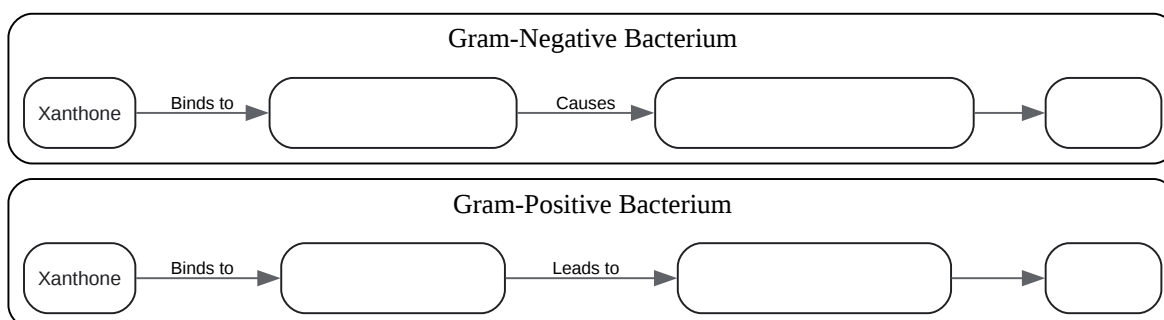 Gram-Negative Bacterium
Xanthone
Binds to
Causes
Gram-Positive Bacterium
Xanthone
Binds to
Leads to